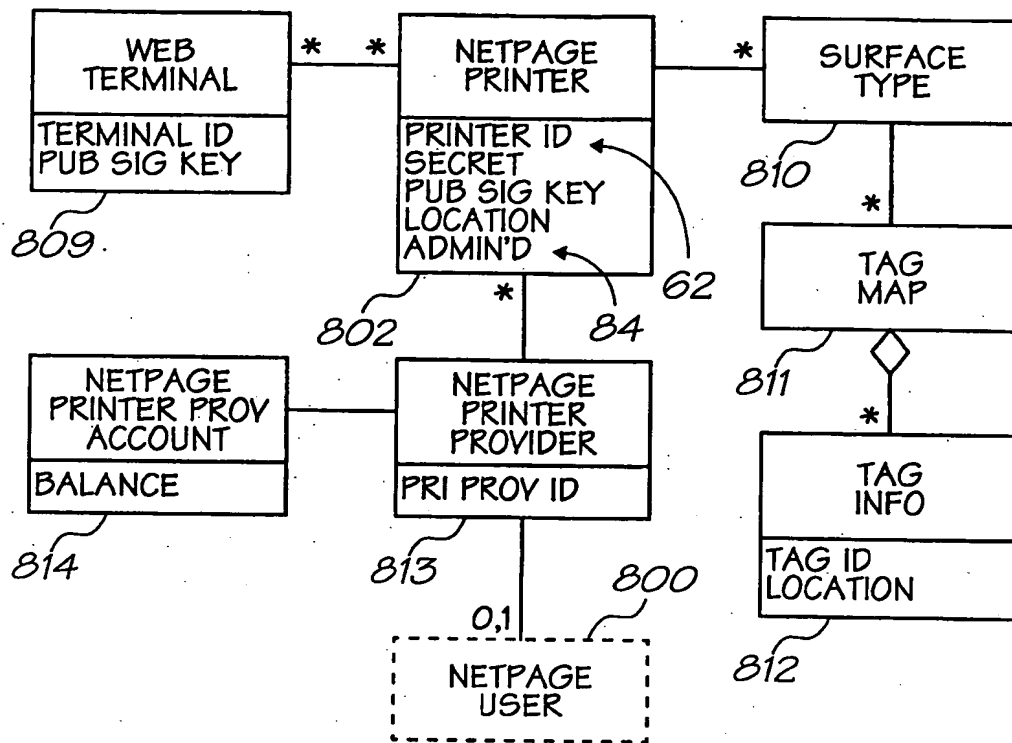 WEB
TERMINAL
TERMINAL ID
PUB SIG KEY
809
* *
NETPAGE
PRINTER
PRINTER ID
SECRET
PUB SIG KEY
LOCATION
ADMIN'D
802
62
84
*
SURFACE
TYPE
810
*
TAG
MAP
811
*
TAG
INFO
TAG ID
LOCATION
812
*
NETPAGE
PRINTER PROV
ACCOUNT
BALANCE
814
NETPAGE
PRINTER
PROVIDER
PRI PROV ID
813
800
0,1
NETPAGE
USER